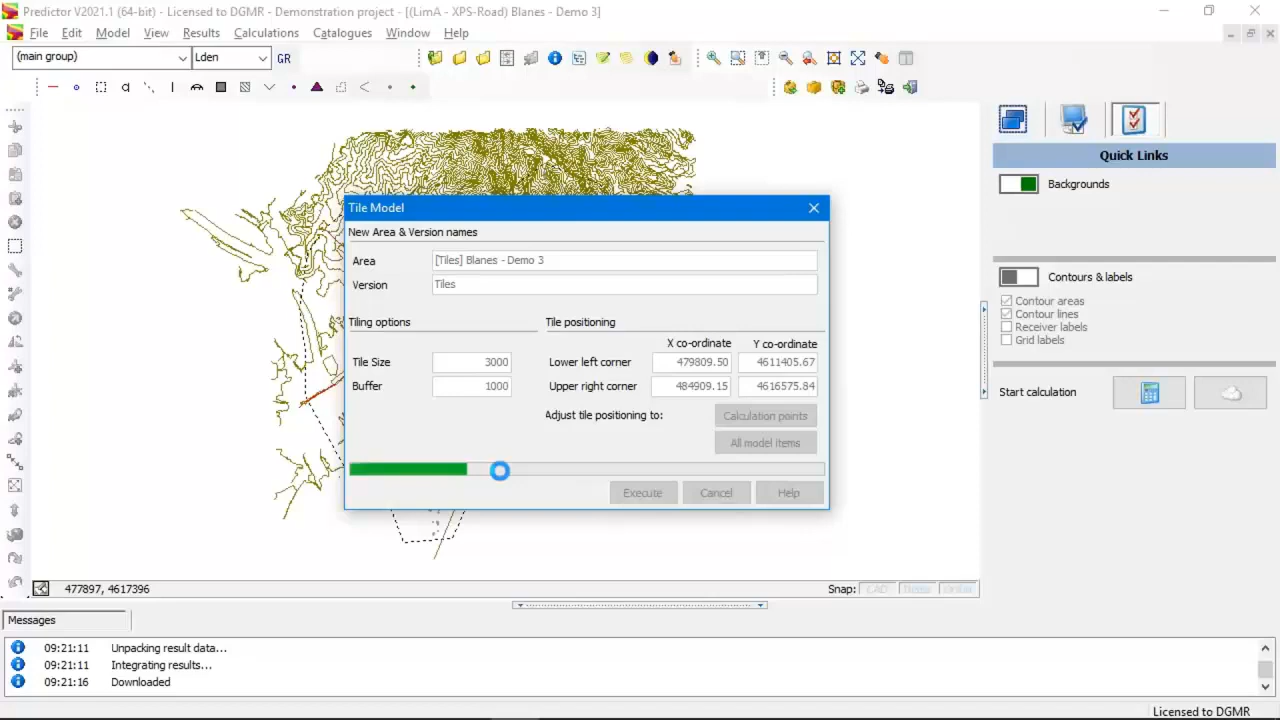 Predictor V2021.1 (64-bit) - Licensed to DGMR - Demonstration project - [(LimA - XPS-Road) Blanes - Demo 3]
File Edit Model View Results Calculations Catalogues Window Help
(main group) Lden GR
Quick Links
Backgrounds
Contours & labels
Contour areas
Contour lines
Receiver labels
Grid labels
Start calculation
Tile Model
New Area & Version names
Area [Tiles] Blanes - Demo 3
Version Tiles
Tiling options Tile positioning
X co-ordinate Y co-ordinate
Tile Size 3000 Lower left corner 479809.50 4611405.67
Buffer 1000 Upper right corner 484909.15 4616575.84
Adjust tile positioning to: Calculation points
All model items
Execute Cancel Help
477897, 4617396 Snap: CAD
Messages
09:21:11 Unpacking result data...
09:21:11 Integrating results...
09:21:16 Downloaded
Licensed to DGMR